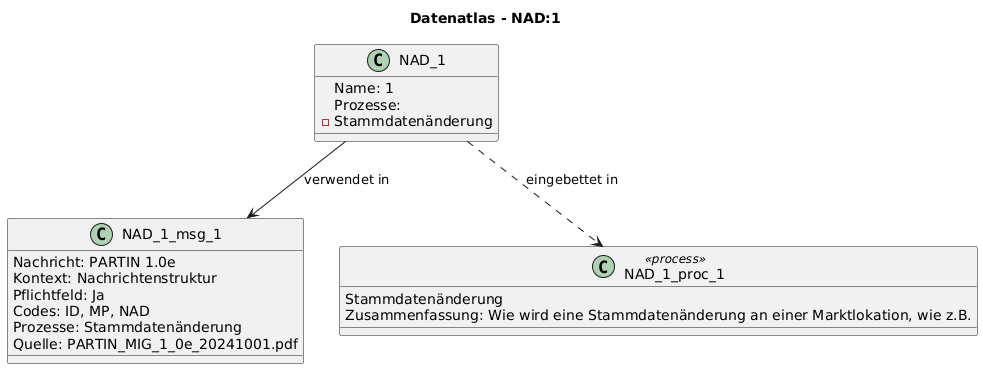 Datenatlas - NAD:1
C NAD_1
Name: 1
Prozesse:
Stammdatenänderung
verwendet in
eingebettet in
C NAD_1_msg_1
Nachricht: PARTIN 1.0e
Kontext: Nachrichtenstruktur
Pflichtfeld: Ja
Codes: ID, MP, NAD
Prozesse: Stammdatenänderung
Quelle: PARTIN_MIG_1_0e_20241001.pdf
«process»
C NAD_1_proc_1
Stammdatenänderung
Zusammenfassung: Wie wird eine Stammdatenänderung an einer Marktlokation, wie z.B.